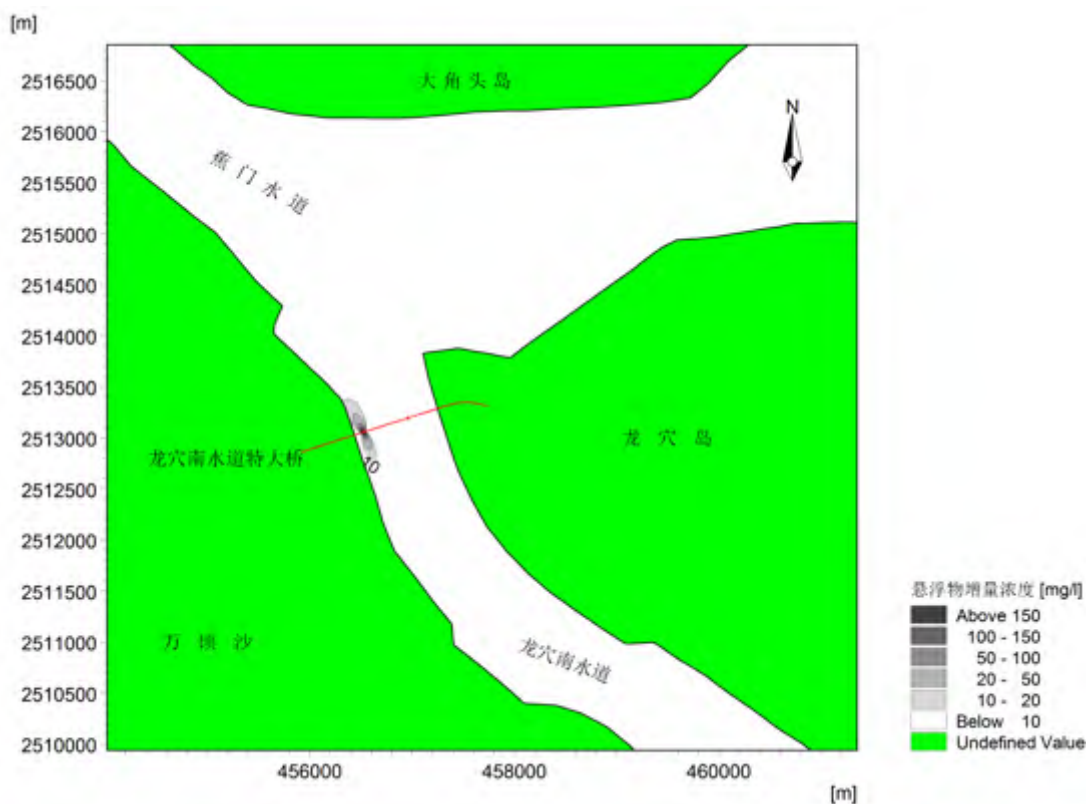 [m]
2516500
2516000
2515500
2515000
2514500
2514000
2513500
2513000
2512500
2512000
2511500
2511000
2510500
2510000
大角头岛
N
蕉门水道
龙穴岛
龙穴南水道特大桥
10
万顷沙
龙穴南水道
456000
458000
460000
[m]
悬浮物增量浓度 [mg/l]
Above 150
100 - 150
50 - 100
20 - 50
10 - 20
Below 10
Undefined Value